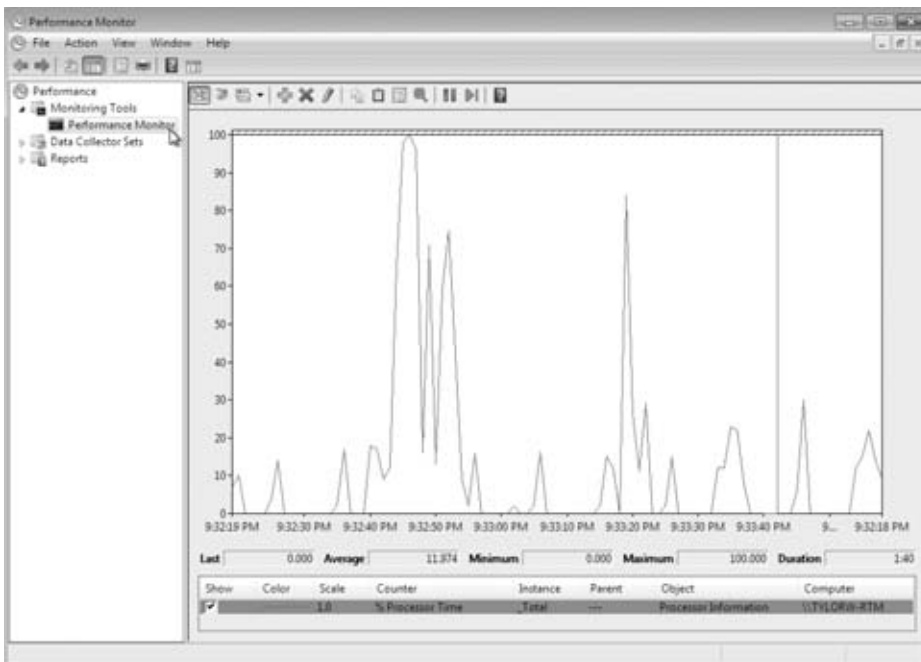 Performance Monitor
File Action View Window Help
Performance
Monitoring Tools
Performance Monitor
Data Collector Sets
Reports
100
90
80
70
60
50
40
30
20
10
0
9:32:19 PM 9:32:30 PM 9:32:40 PM 9:32:50 PM 9:33:00 PM 9:33:10 PM 9:33:20 PM 9:33:30 PM 9:33:40 PM 9... 9:32:18 PM
Last 0.000 Average 11.974 Minimum 0.000 Maximum 100.000 Duration 1:40
Show Color Scale Counter Instance Parent Object Computer
1.0 % Processor Time _Total --- Processor Information \\TYLORW-RTM